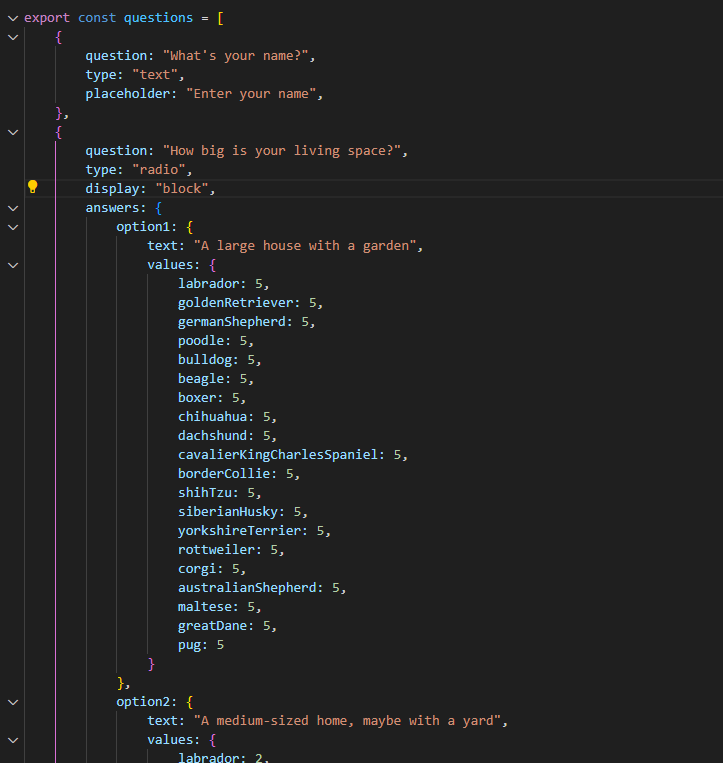 export const questions = [
    {
        question: "What's your name?",
        type: "text",
        placeholder: "Enter your name",
    },
    {
        question: "How big is your living space?",
        type: "radio",
        display: "block",
        answers: {
            option1: {
                text: "A large house with a garden",
                values: {
                    labrador: 5,
                    goldenRetriever: 5,
                    germanShepherd: 5,
                    poodle: 5,
                    bulldog: 5,
                    beagle: 5,
                    boxer: 5,
                    chihuahua: 5,
                    dachshund: 5,
                    cavalierKingCharlesSpaniel: 5,
                    borderCollie: 5,
                    shihTzu: 5,
                    siberianHusky: 5,
                    yorkshireTerrier: 5,
                    rottweiler: 5,
                    corgi: 5,
                    australianShepherd: 5,
                    maltese: 5,
                    greatDane: 5,
                    pug: 5
                }
            },
            option2: {
                text: "A medium-sized home, maybe with a yard",
                values: {
                    labrador: 2,